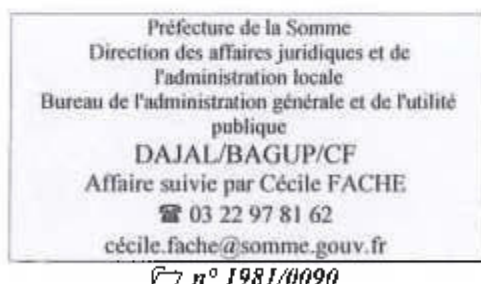 Préfecture de la Somme
Direction des affaires juridiques et de
l'administration locale
Bureau de l'administration générale et de l'utilité
publique
DAJAL/BAGUP/CF
Affaire suivie par Cécile FACHE
☎ 03 22 97 81 62
cécile.fache@somme.gouv.fr
n° 1981/0090